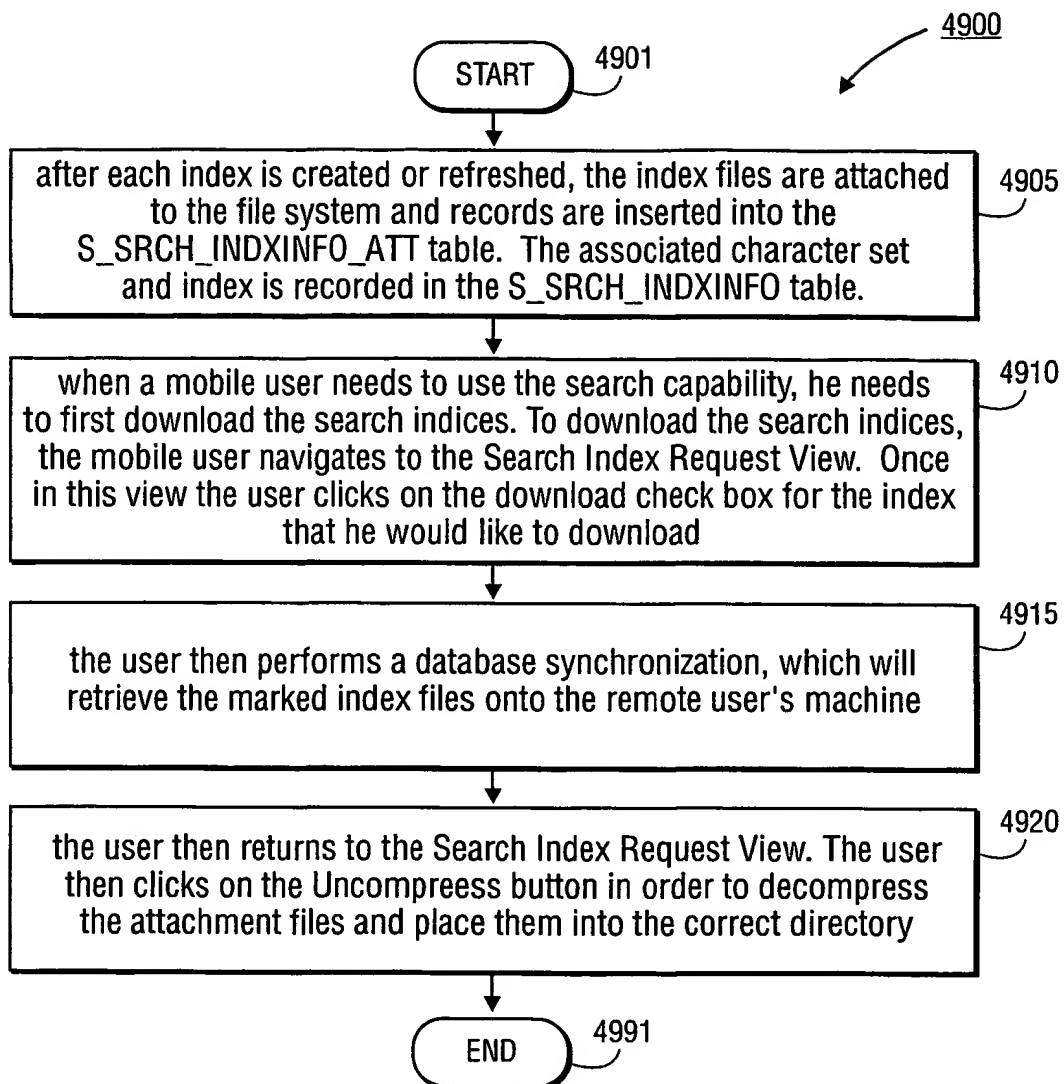 4900
START
4901
after each index is created or refreshed, the index files are attached
to the file system and records are inserted into the
S_SRCH_INDXINFO_ATT table. The associated character set
and index is recorded in the S_SRCH_INDXINFO table.
4905
when a mobile user needs to use the search capability, he needs
to first download the search indices. To download the search indices,
the mobile user navigates to the Search Index Request View. Once
in this view the user clicks on the download check box for the index
that he would like to download
4910
the user then performs a database synchronization, which will
retrieve the marked index files onto the remote user's machine
4915
the user then returns to the Search Index Request View. The user
then clicks on the Uncompreess button in order to decompress
the attachment files and place them into the correct directory
4920
END
4991